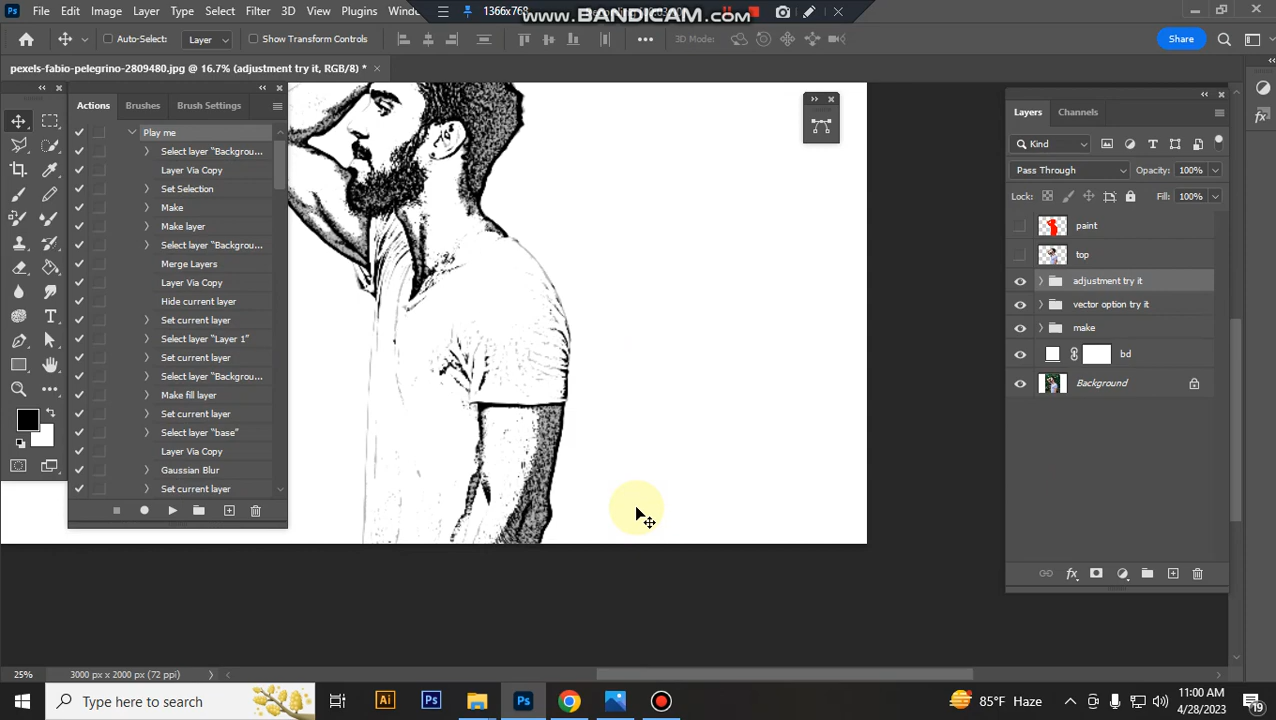 1366x768
www.BANDICAM.com
File Edit Image Layer Type Select Filter 3D View Plugins Windo
Auto-Select: Layer Show Transform Controls 3D Mode: Share
pexels-fabio-pelegrino-2809480.jpg @ 16.7% (adjustment try it, RGB/8) *
Actions Brushes Brush Settings
Play me
Select layer "Backgrou...
Layer Via Copy
Set Selection
Make
Make layer
Select layer "Backgrou...
Merge Layers
Layer Via Copy
Hide current layer
Set current layer
Select layer "Layer 1"
Set current layer
Select layer "Backgrou...
Make fill layer
Set current layer
Select layer "base"
Layer Via Copy
Gaussian Blur
Set current layer
Layers Channels
Kind
Pass Through Opacity: 100%
Lock: Fill: 100%
paint
top
adjustment try it
vector option try it
make
bd
Background
25% 3000 px x 2000 px (72 ppi)
Type here to search
Ai Ps Ps
85°F Haze
11:00 AM
4/28/2023
19